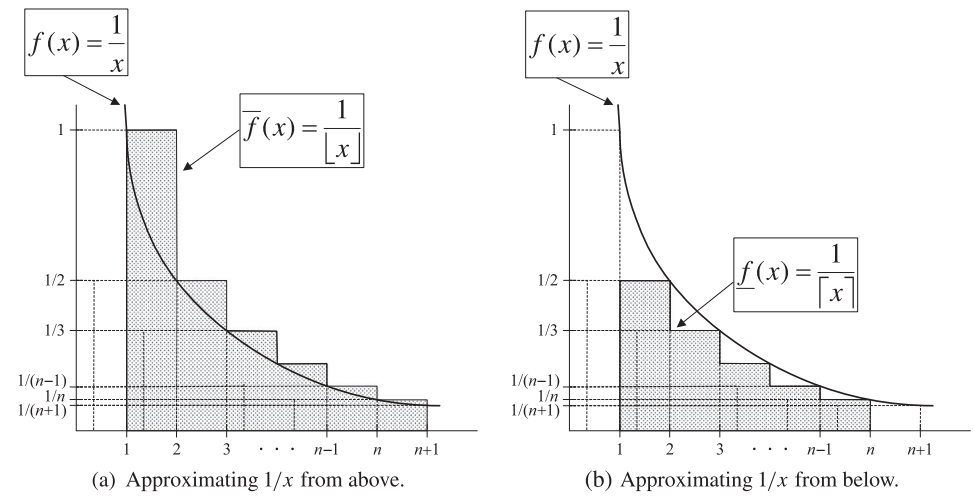 f(x) = 1/x
f̅(x) = 1/⌊x⌋
1
1/2
1/3
1/(n−1)
1/n
1/(n+1)
1 2 3 · · · n−1 n n+1
(a) Approximating 1/x from above.
f(x) = 1/x
f̲(x) = 1/⌈x⌉
1
1/2
1/3
1/(n−1)
1/n
1/(n+1)
1 2 3 · · · n−1 n n+1
(b) Approximating 1/x from below.